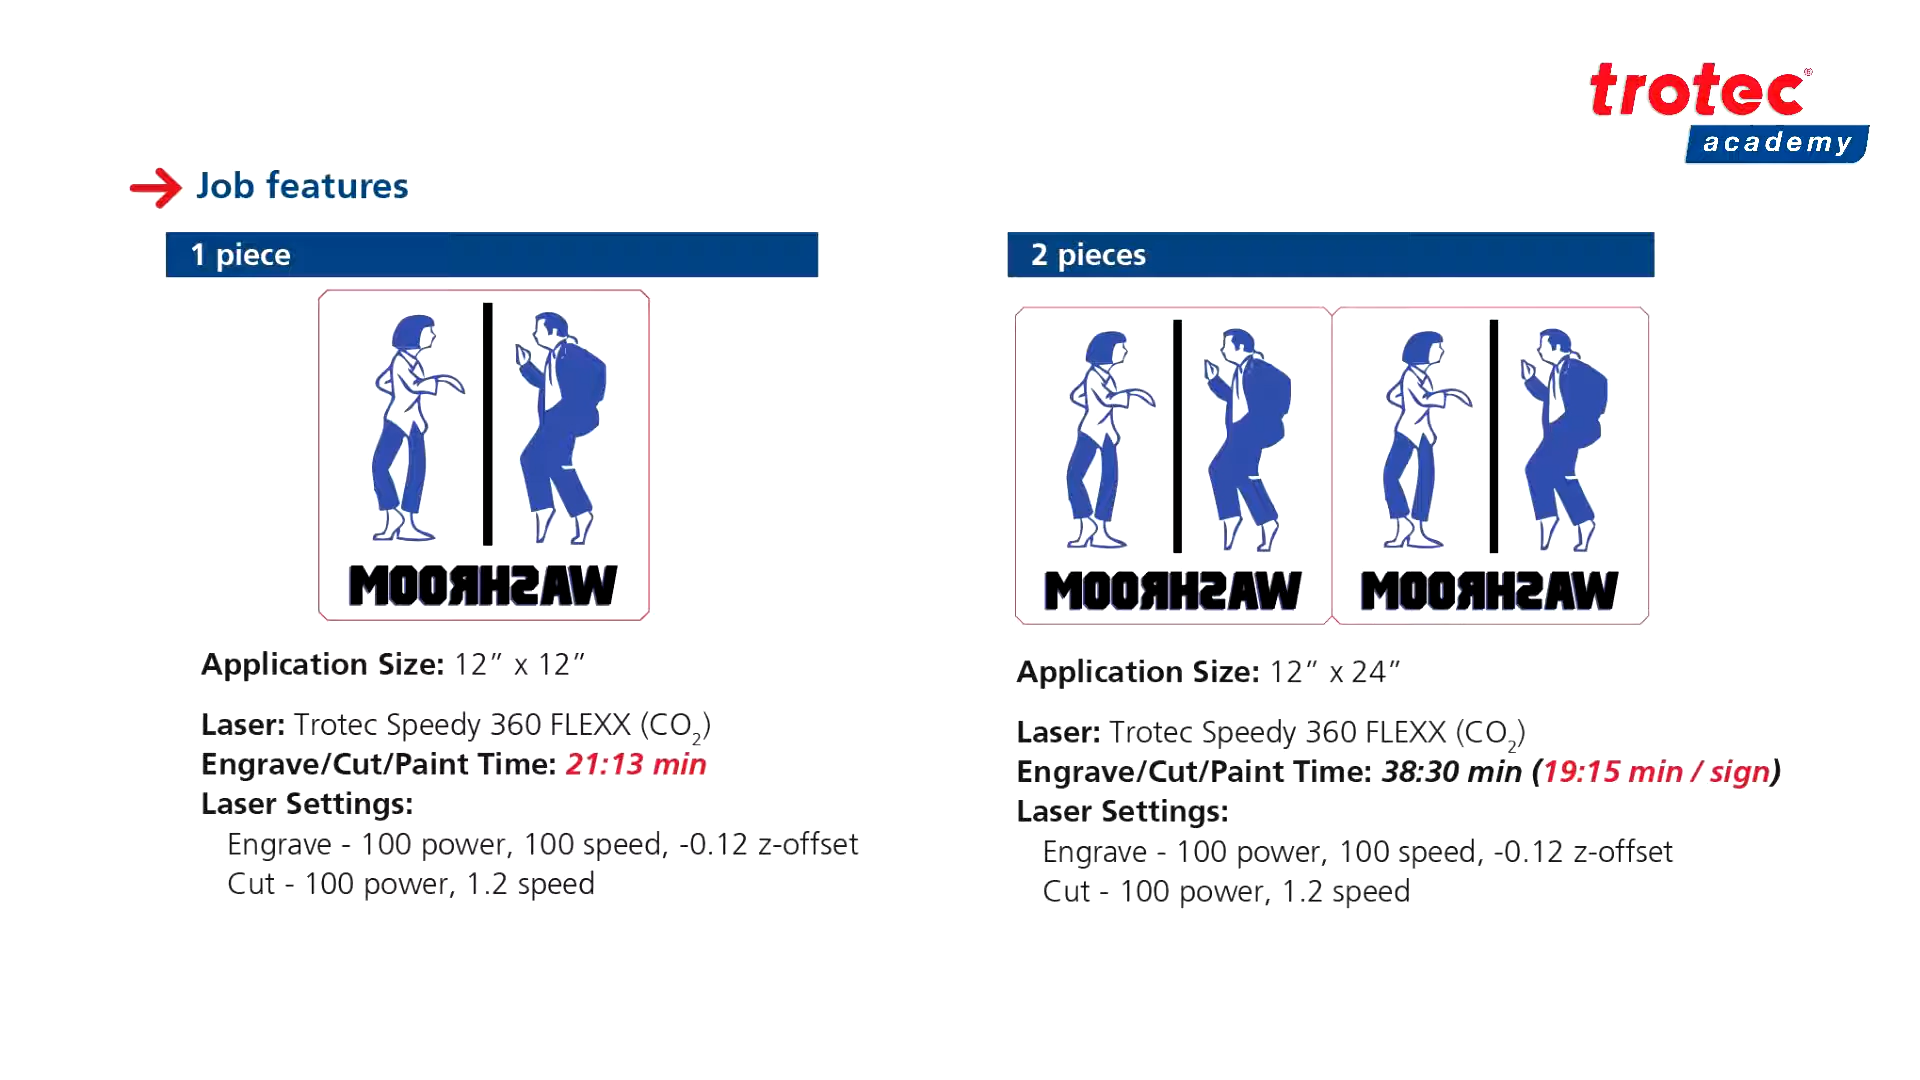 trotec®
academy
Job features
1 piece
WASHROOM
Application Size: 12” x 12”
Laser: Trotec Speedy 360 FLEXX (CO₂)
Engrave/Cut/Paint Time: 21:13 min
Laser Settings:
Engrave - 100 power, 100 speed, -0.12 z-offset
Cut - 100 power, 1.2 speed
2 pieces
WASHROOM
WASHROOM
Application Size: 12” x 24”
Laser: Trotec Speedy 360 FLEXX (CO₂)
Engrave/Cut/Paint Time: 38:30 min (19:15 min / sign)
Laser Settings:
Engrave - 100 power, 100 speed, -0.12 z-offset
Cut - 100 power, 1.2 speed